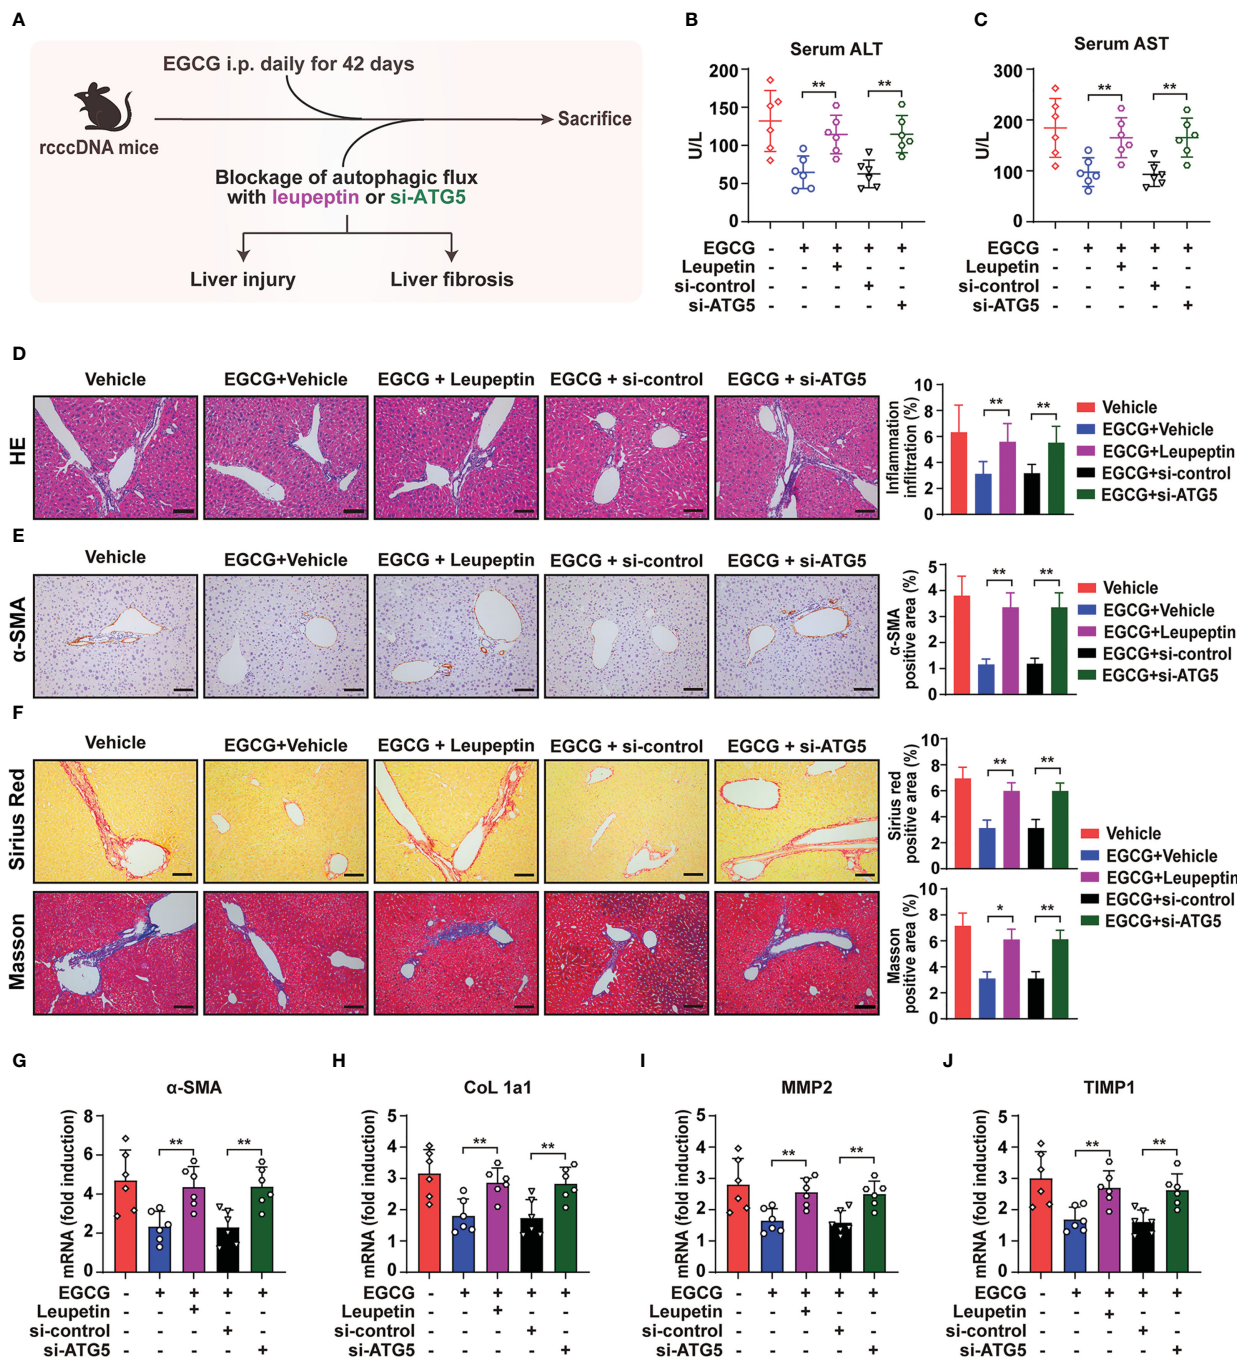 A
EGCG i.p. daily for 42 days
rcccDNA mice
Sacrifice
Blockage of autophagic flux
with leupeptin or si-ATG5
Liver injury
Liver fibrosis
B
Serum ALT
U/L
200
150
100
50
0
**
**
EGCG - + + + +
Leupetin - - + - -
si-control - - - + -
si-ATG5 - - - - +
C
Serum AST
U/L
300
200
100
0
**
**
EGCG - + + + +
Leupetin - - + - -
si-control - - - + -
si-ATG5 - - - - +
D
Vehicle
EGCG+Vehicle
EGCG + Leupeptin
EGCG + si-control
EGCG + si-ATG5
HE
Inflammation
infiltration (%)
10
8
6
4
2
0
**
**
Vehicle
EGCG+Vehicle
EGCG+Leupeptin
EGCG+si-control
EGCG+si-ATG5
E
Vehicle
EGCG+Vehicle
EGCG + Leupeptin
EGCG + si-control
EGCG + si-ATG5
α-SMA
α-SMA
positive area (%)
5
4
3
2
1
0
**
**
Vehicle
EGCG+Vehicle
EGCG+Leupeptin
EGCG+si-control
EGCG+si-ATG5
F
Vehicle
EGCG+Vehicle
EGCG + Leupeptin
EGCG + si-control
EGCG + si-ATG5
Sirius Red
Sirius red
positive area (%)
10
8
6
4
2
0
**
**
Masson
Masson
positive area (%)
10
8
6
4
2
0
*
**
Vehicle
EGCG+Vehicle
EGCG+Leupeptin
EGCG+si-control
EGCG+si-ATG5
G
α-SMA
mRNA (fold induction)
8
6
4
2
0
**
**
EGCG - + + + +
Leupetin - - + - -
si-control - - - + -
si-ATG5 - - - - +
H
CoL 1a1
mRNA (fold induction)
5
4
3
2
1
0
**
**
EGCG - + + + +
Leupetin - - + - -
si-control - - - + -
si-ATG5 - - - - +
I
MMP2
mRNA (fold induction)
5
4
3
2
1
0
**
**
EGCG - + + + +
Leupetin - - + - -
si-control - - - + -
si-ATG5 - - - - +
J
TIMP1
mRNA (fold induction)
5
4
3
2
1
0
**
**
EGCG - + + + +
Leupetin - - + - -
si-control - - - + -
si-ATG5 - - - - +